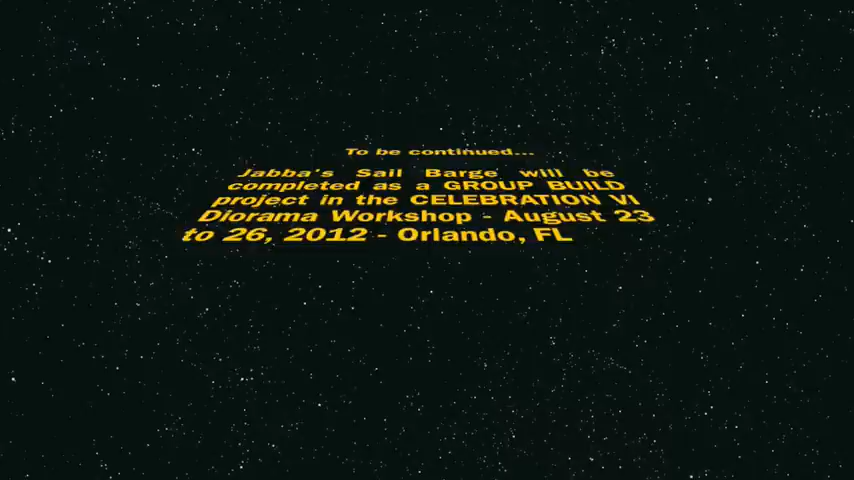 To be continued...
Jabba's Sail Barge will be
completed as a GROUP BUILD
project in the CELEBRATION VI
Diorama Workshop - August 23
to 26, 2012 - Orlando, FL